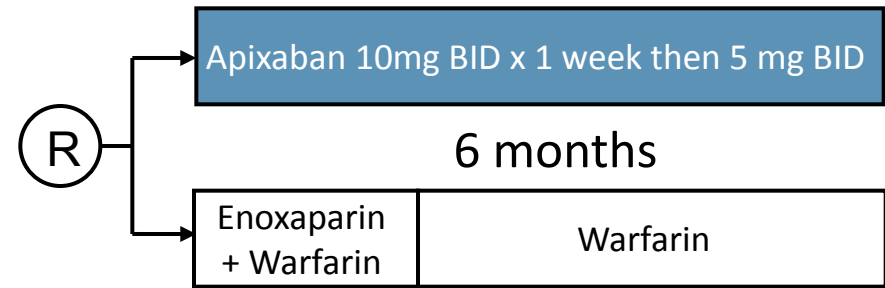 Apixaban 10mg BID x 1 week then 5 mg BID
R
6 months
Enoxaparin
+ Warfarin
Warfarin